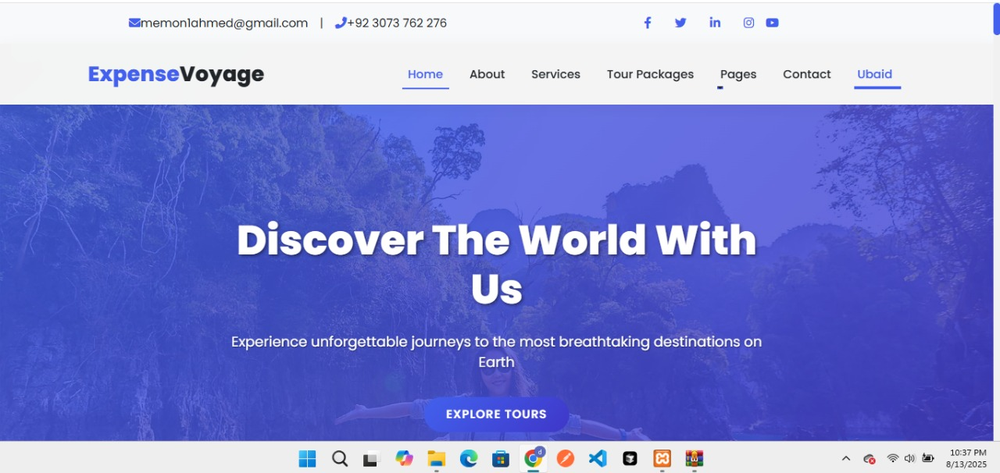 memon1ahmed@gmail.com | +92 3073 762 276
ExpenseVoyage
Home About Services Tour Packages Pages Contact Ubaid
Discover The World With
Us
Experience unforgettable journeys to the most breathtaking destinations on
Earth
EXPLORE TOURS
d
10:37 PM
8/13/2025